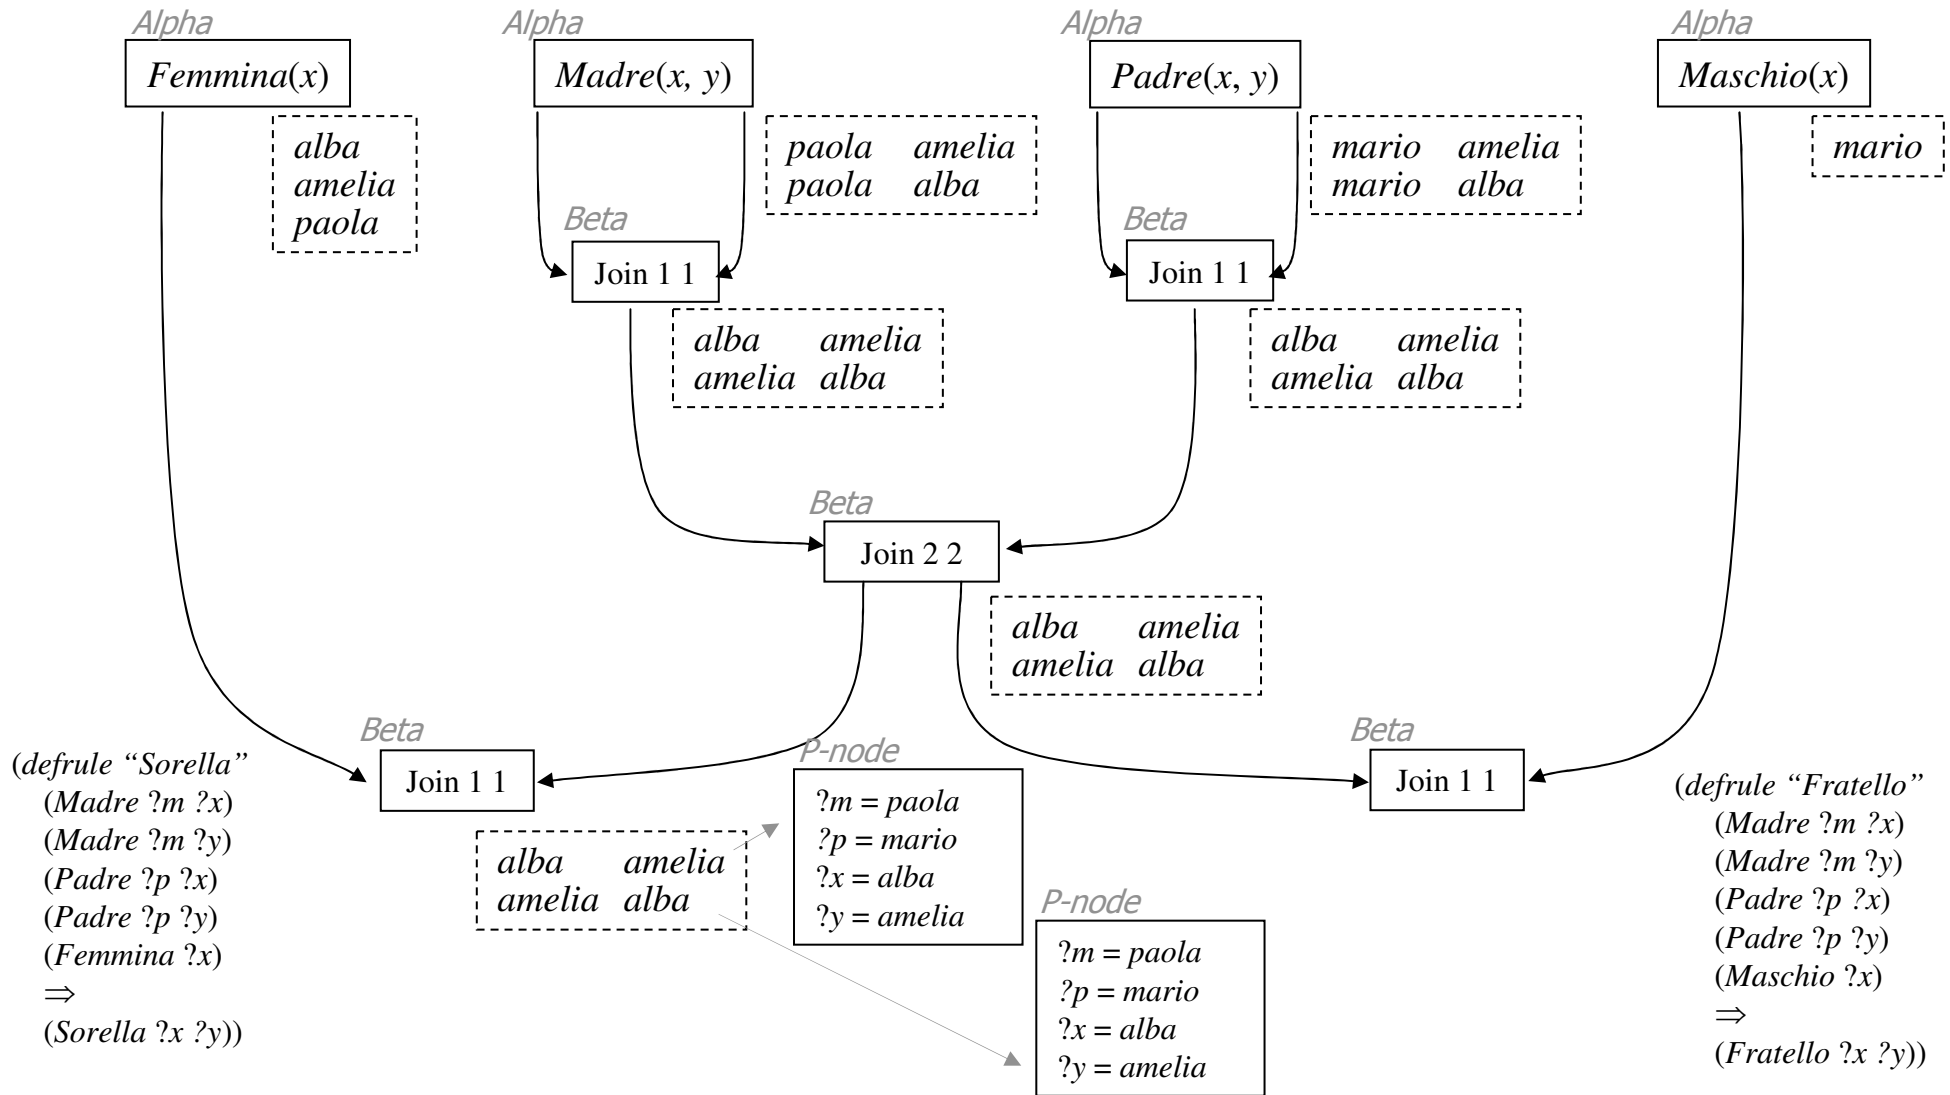 Alpha
Femmina(x)
alba
amelia
paola
Alpha
Madre(x, y)
paola amelia
paola alba
Alpha
Padre(x, y)
mario amelia
mario alba
Alpha
Maschio(x)
mario
Beta
Join 1 1
alba amelia
amelia alba
Beta
Join 1 1
alba amelia
amelia alba
Beta
Join 2 2
alba amelia
amelia alba
(defrule “Sorella”
(Madre ?m ?x)
(Madre ?m ?y)
(Padre ?p ?x)
(Padre ?p ?y)
(Femmina ?x)
⇒
(Sorella ?x ?y))
Beta
Join 1 1
alba amelia
amelia alba
P-node
?m = paola
?p = mario
?x = alba
?y = amelia
P-node
?m = paola
?p = mario
?x = alba
?y = amelia
Beta
Join 1 1
(defrule “Fratello”
(Madre ?m ?x)
(Madre ?m ?y)
(Padre ?p ?x)
(Padre ?p ?y)
(Maschio ?x)
⇒
(Fratello ?x ?y))